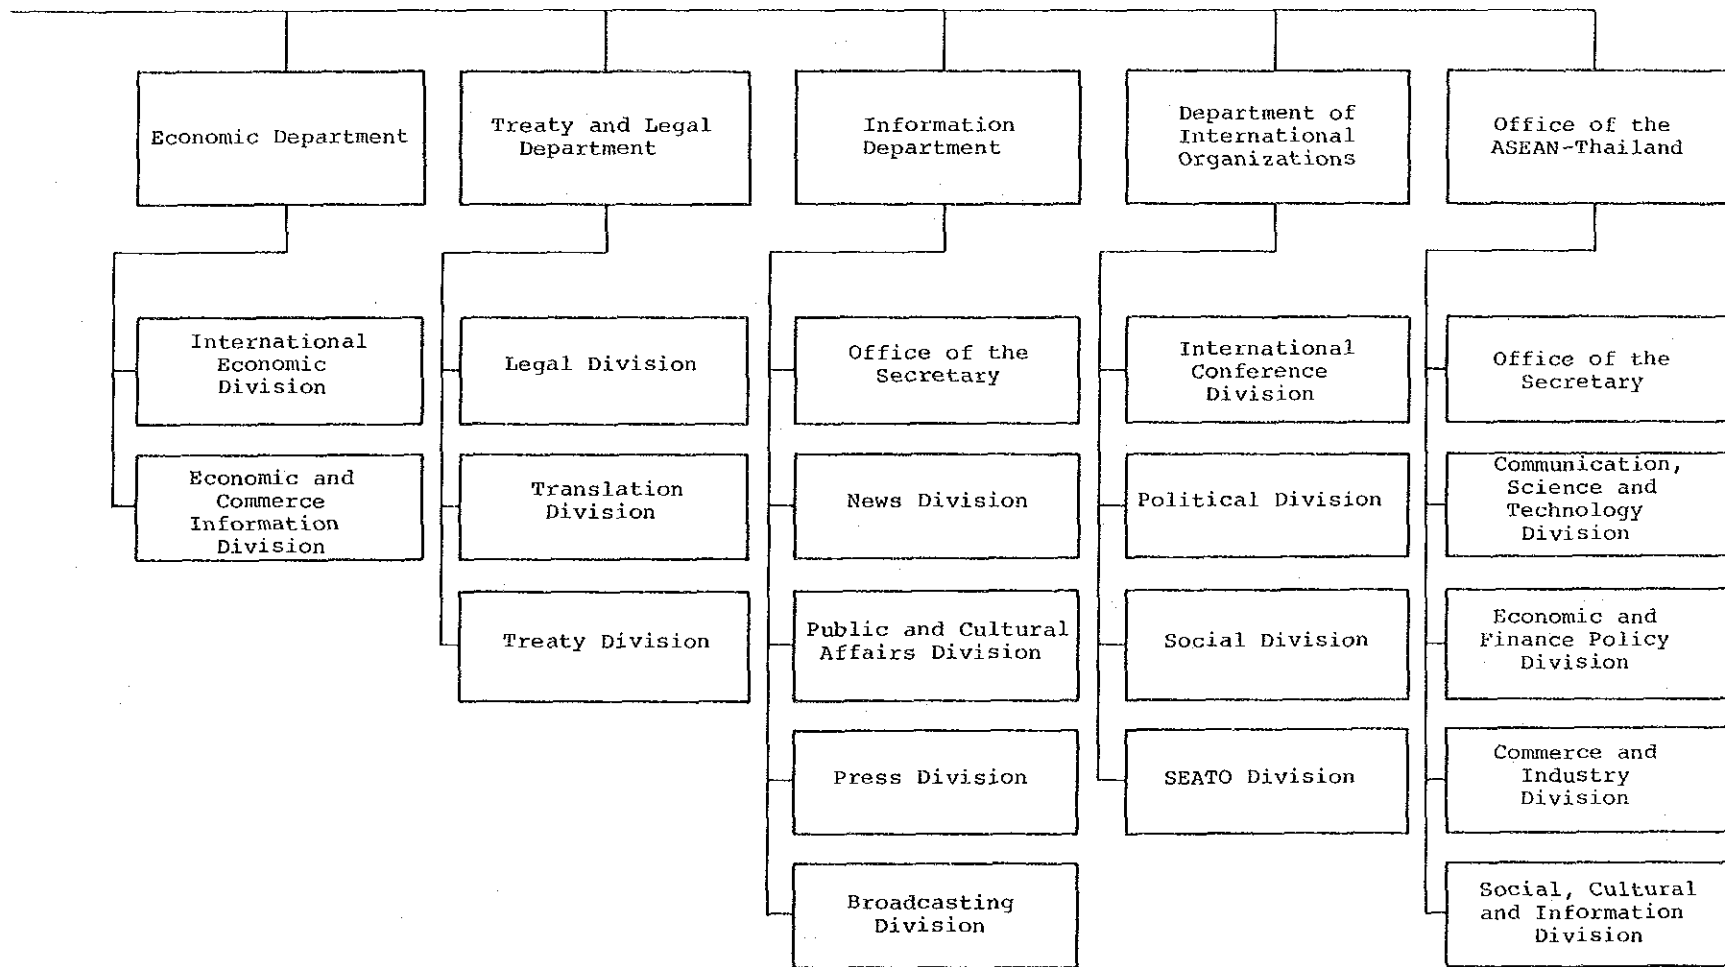 Economic Department
Treaty and Legal
Department
Information
Department
Department of
International
Organizations
Office of the
ASEAN-Thailand
International
Economic
Division
Economic and
Commerce
Information
Division
Legal Division
Translation
Division
Treaty Division
Office of the
Secretary
News Division
Public and Cultural
Affairs Division
Press Division
Broadcasting
Division
International
Conference
Division
Political Division
Social Division
SEATO Division
Office of the
Secretary
Communication,
Science and
Technology
Division
Economic and
Finance Policy
Division
Commerce and
Industry
Division
Social, Cultural
and Information
Division